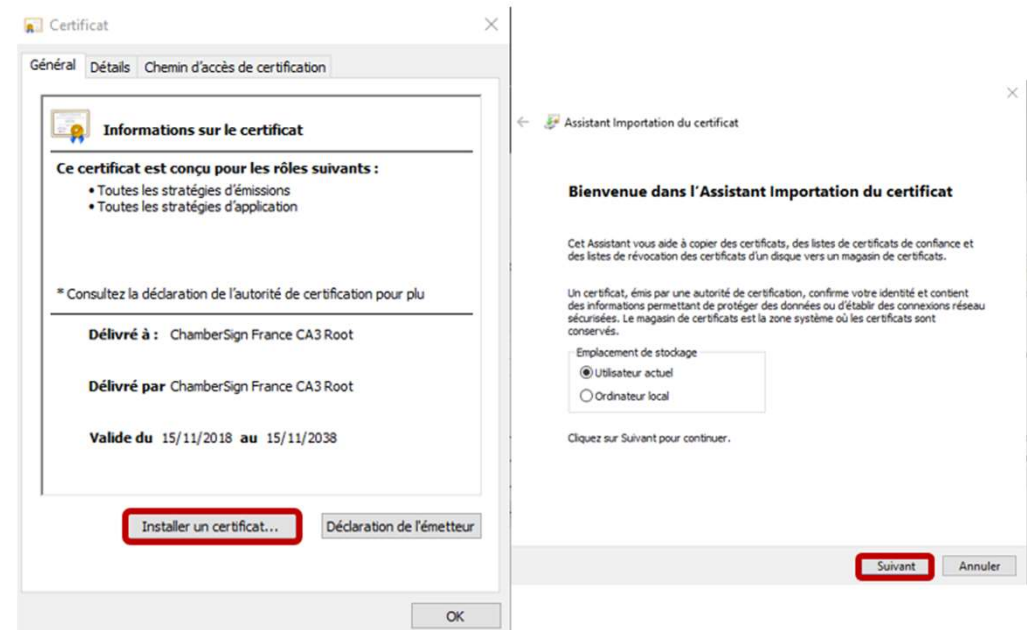 Certificat
Général Détails Chemin d'accès de certification
Informations sur le certificat
Ce certificat est conçu pour les rôles suivants :
• Toutes les stratégies d'émissions
• Toutes les stratégies d'application
* Consultez la déclaration de l'autorité de certification pour plu
Délivré à : ChamberSign France CA3 Root
Délivré par ChamberSign France CA3 Root
Valide du 15/11/2018 au 15/11/2038
Installer un certificat... Déclaration de l'émetteur
OK
Assistant Importation du certificat
Bienvenue dans l'Assistant Importation du certificat
Cet Assistant vous aide à copier des certificats, des listes de certificats de confiance et
des listes de révocation des certificats d'un disque vers un magasin de certificats.
Un certificat, émis par une autorité de certification, confirme votre identité et contient
des informations permettant de protéger des données ou d'établir des connexions réseau
sécurisées. Le magasin de certificats est la zone système où les certificats sont
conservés.
Emplacement de stockage
Utilisateur actuel
Ordinateur local
Cliquez sur Suivant pour continuer.
Suivant Annuler